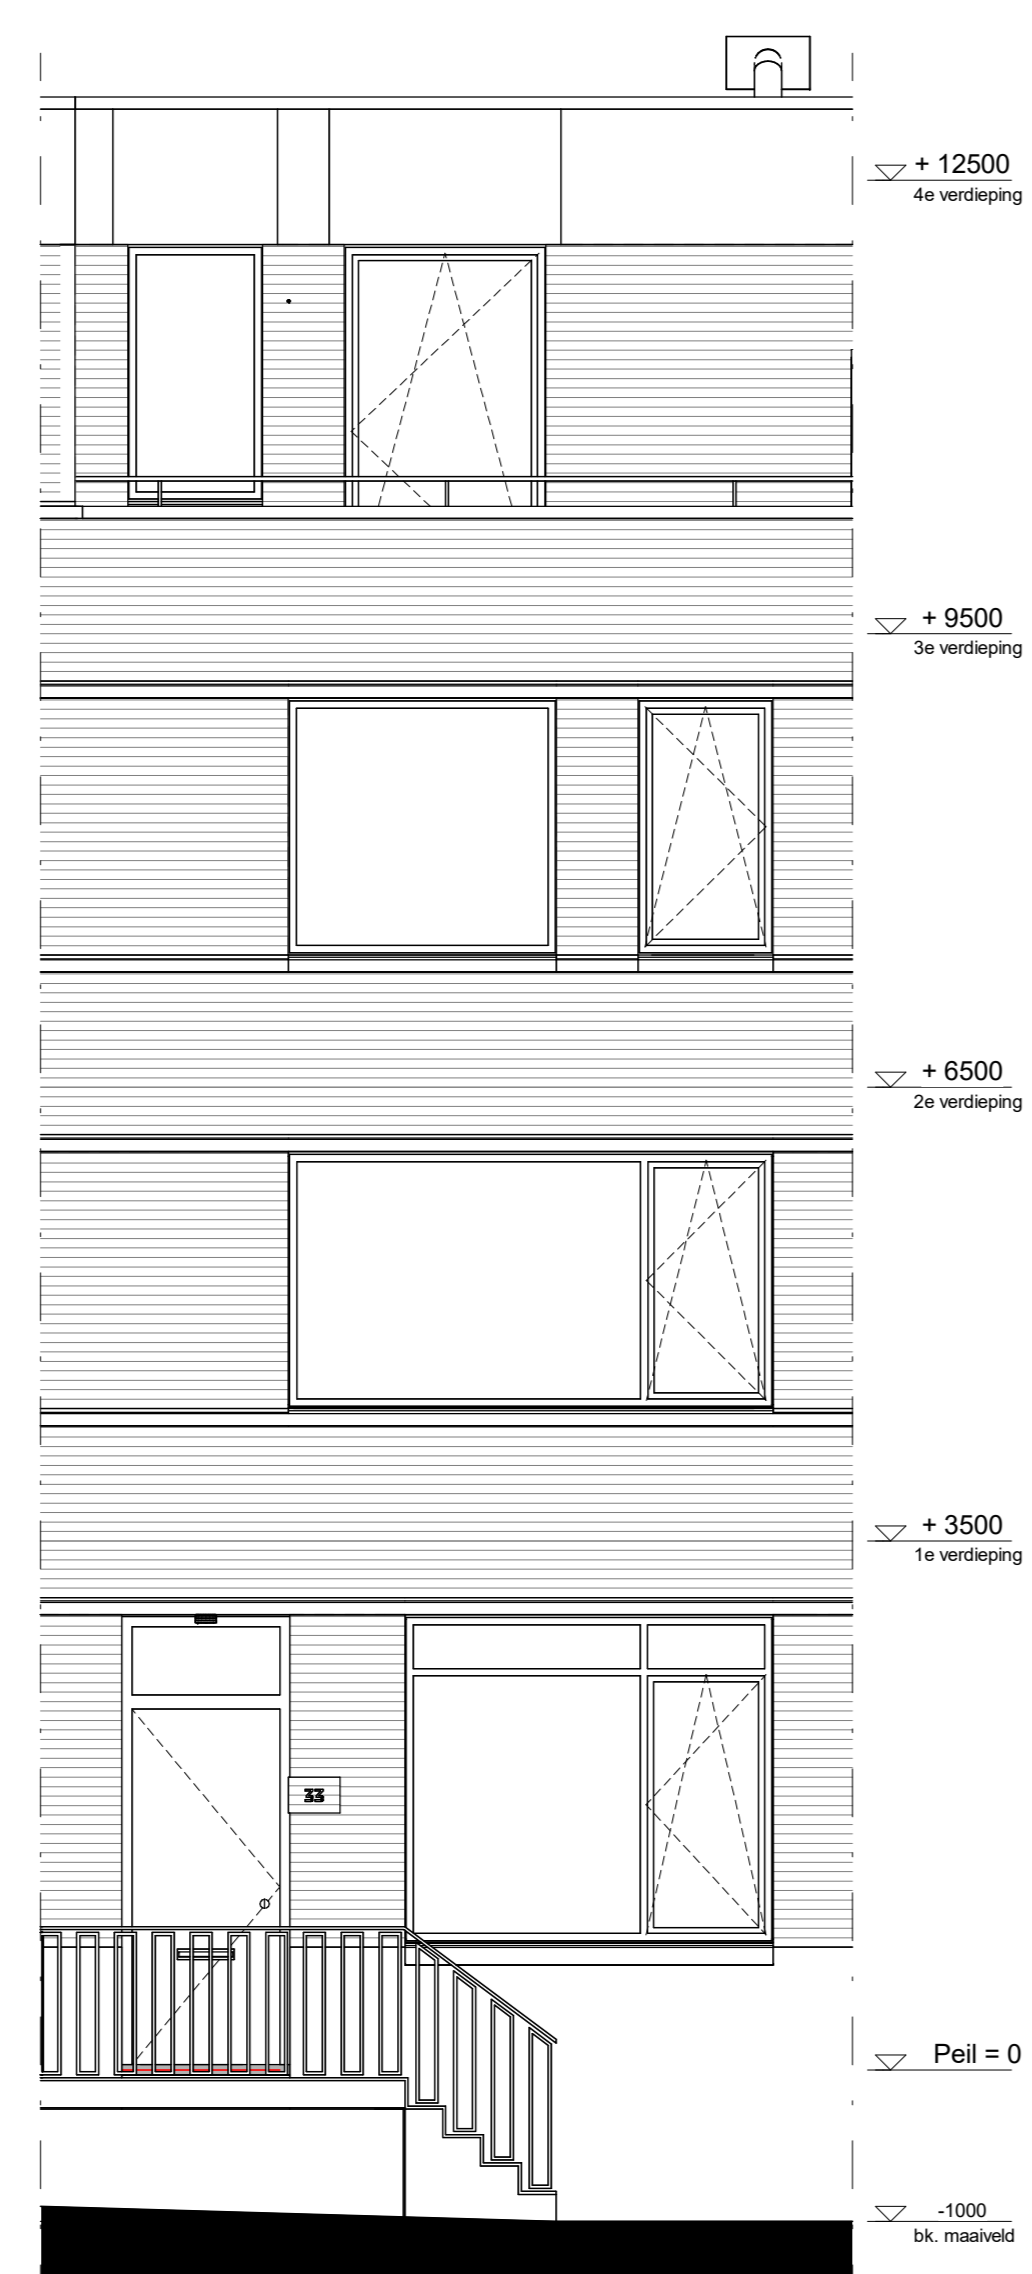 + 12500
4e verdieping
+ 9500
3e verdieping
+ 6500
2e verdieping
+ 3500
1e verdieping
33
Peil = 0
-1000
bk. maaiveld